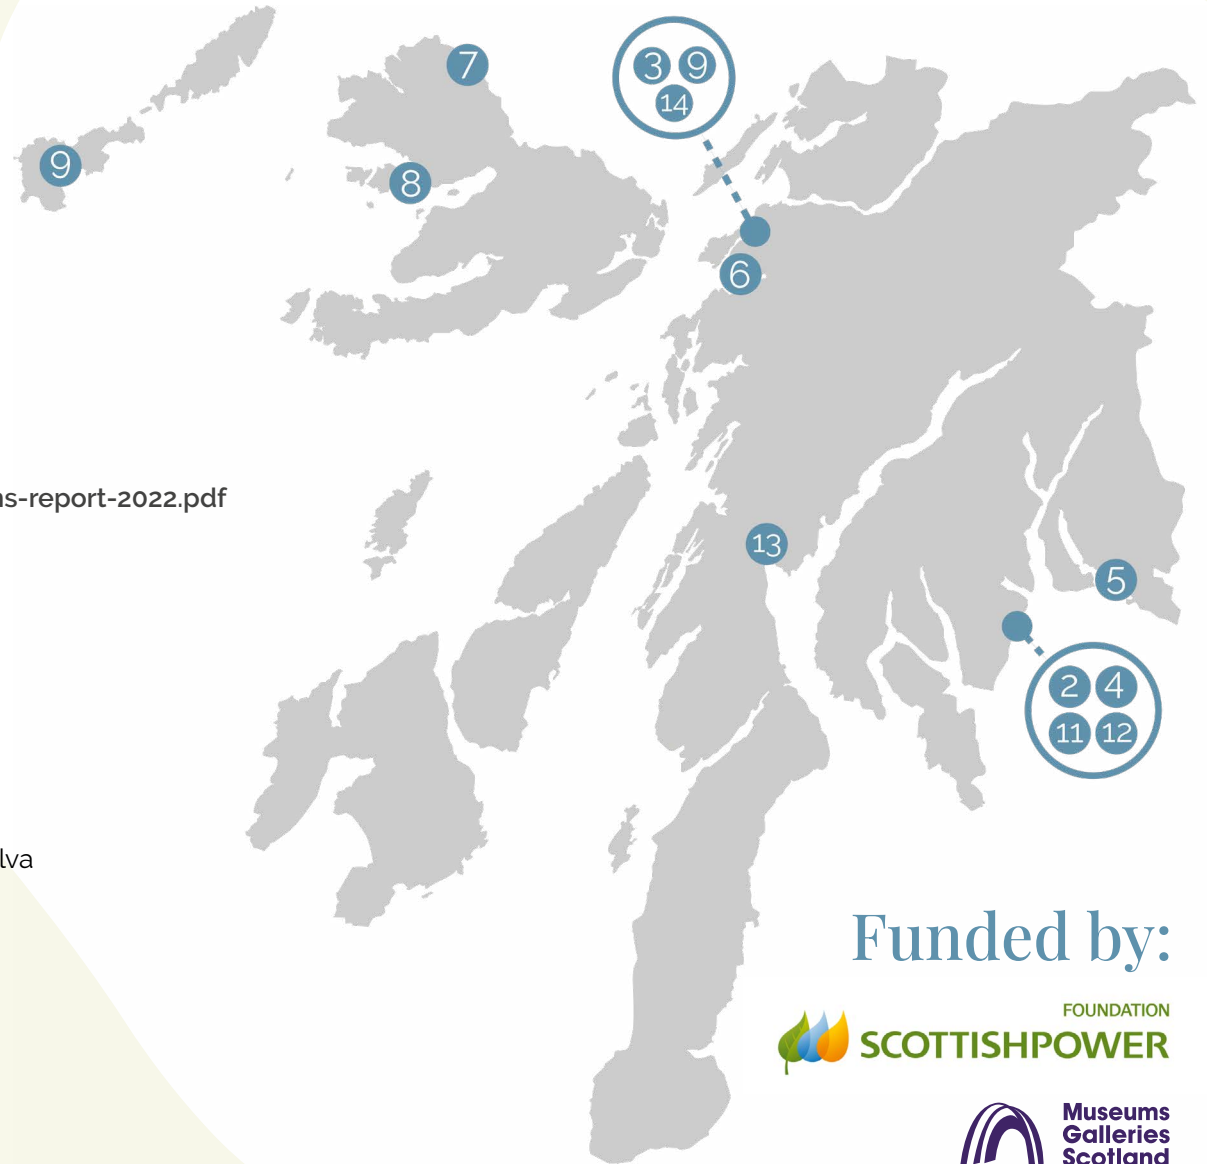 7
3 9
14
9
8
6
ns-report-2022.pdf
13
5
2 4
11 12
lva
Funded by:
FOUNDATION
SCOTTISHPOWER
Museums
Galleries
Scotland